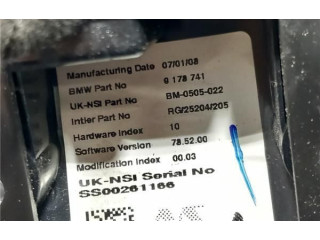 Manufacturing Date 07/01/08
BMW Part No 9 178 741
UK-NSI Part No BM-0505-022
Intier Part No RG/25204/205
Hardware Index 10
Software Version 78.52.00
Modification Index 00.03
UK-NSI Serial No
SS00261166